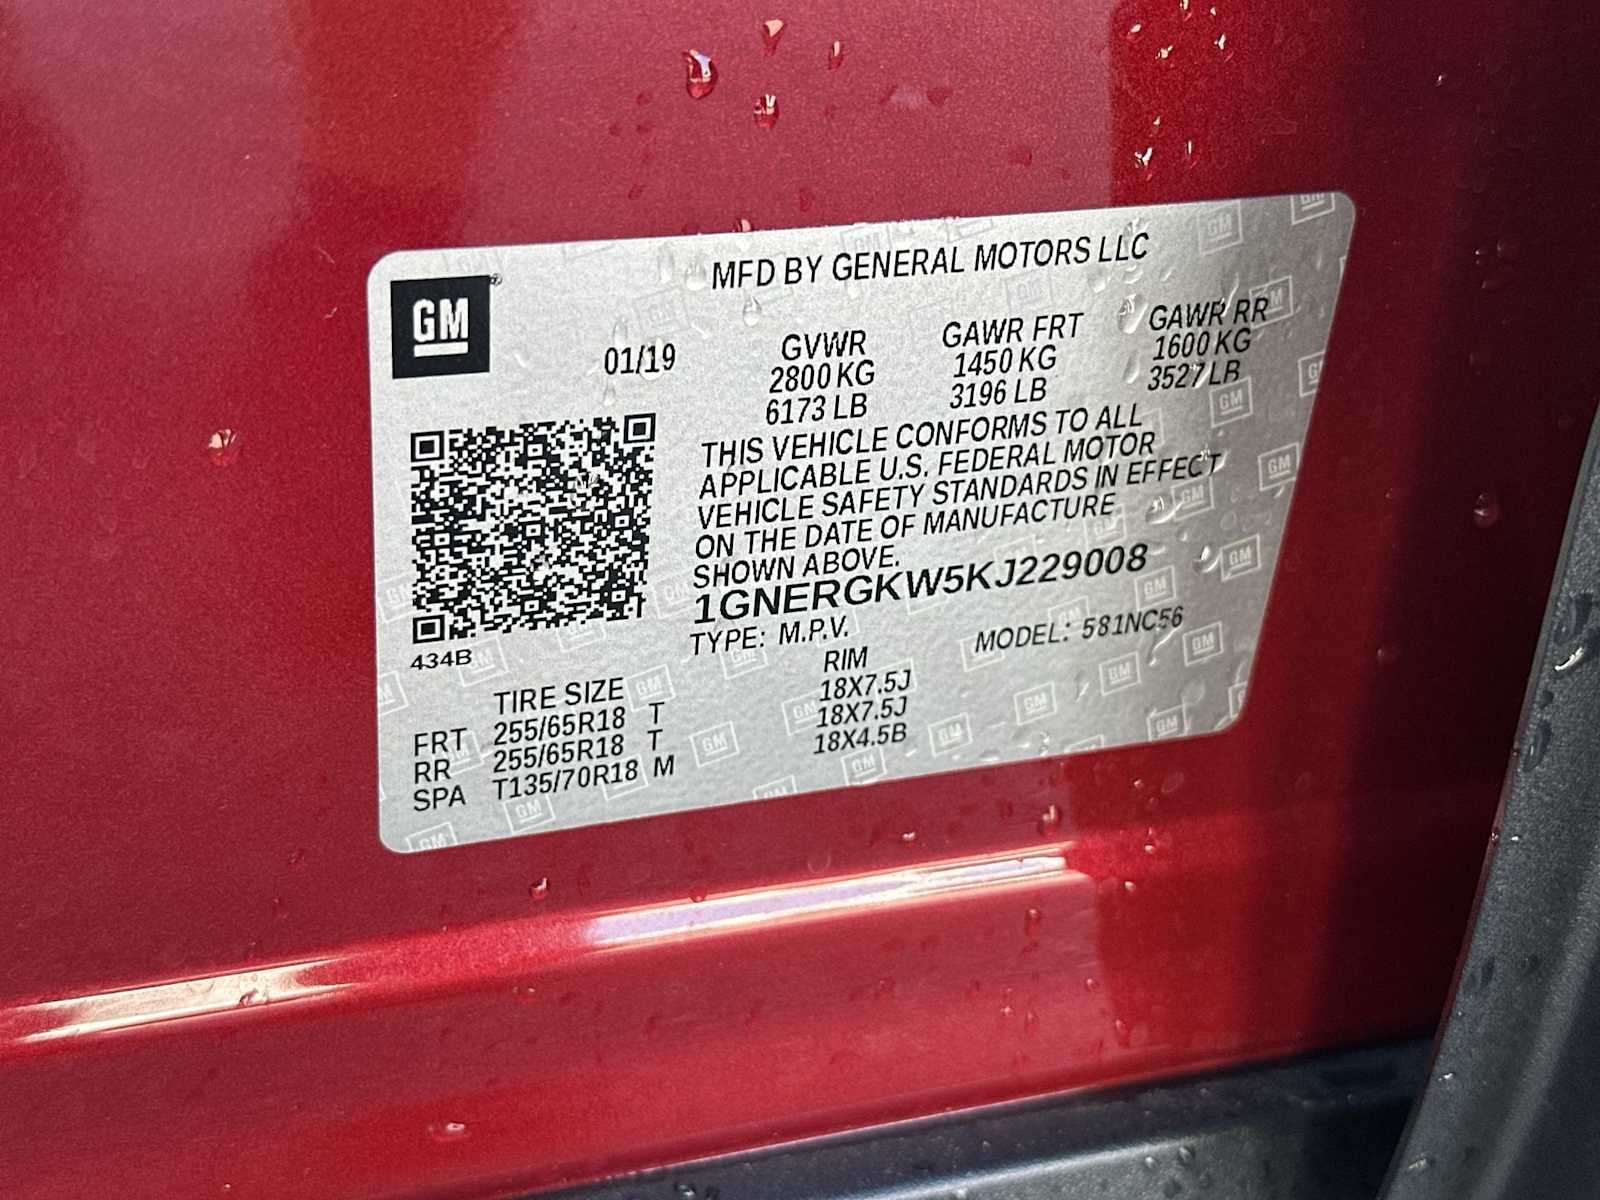 GM
MFD BY GENERAL MOTORS LLC
01/19
GVWR
2800 KG
6173 LB
GAWR FRT
1450 KG
3196 LB
GAWR RR
1600 KG
3527 LB
THIS VEHICLE CONFORMS TO ALL
APPLICABLE U.S. FEDERAL MOTOR
VEHICLE SAFETY STANDARDS IN EFFECT
ON THE DATE OF MANUFACTURE
SHOWN ABOVE.
1GNERGKW5KJ229008
TYPE: M.P.V. MODEL: 581NC56
434B
TIRE SIZE RIM
FRT 255/65R18 T 18X7.5J
RR 255/65R18 T 18X7.5J
SPA T135/70R18 M 18X4.5B